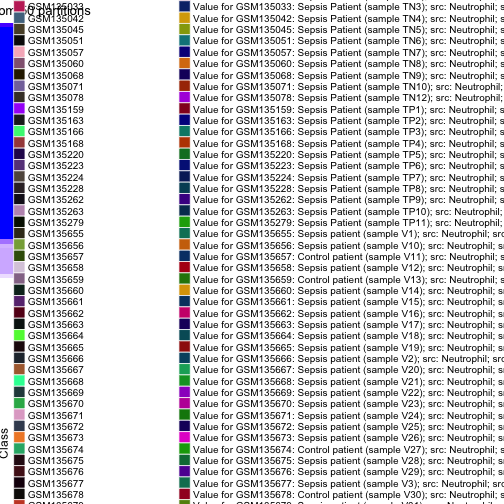 GSM135033 Value for GSM135033: Sepsis Patient (sample TN3); src: Neutrophil; s
om 50 partitions
GSM135042 Value for GSM135042: Sepsis Patient (sample TN4); src: Neutrophil; s
GSM135045 Value for GSM135045: Sepsis Patient (sample TN5); src: Neutrophil; s
GSM135051 Value for GSM135051: Sepsis Patient (sample TN6); src: Neutrophil; s
GSM135057 Value for GSM135057: Sepsis Patient (sample TN7); src: Neutrophil; s
GSM135060 Value for GSM135060: Sepsis Patient (sample TN8); src: Neutrophil; s
GSM135068 Value for GSM135068: Sepsis Patient (sample TN9); src: Neutrophil; s
GSM135071 Value for GSM135071: Sepsis Patient (sample TN10); src: Neutrophil;
GSM135078 Value for GSM135078: Sepsis Patient (sample TN12); src: Neutrophil;
GSM135159 Value for GSM135159: Sepsis Patient (sample TP1); src: Neutrophil; s
GSM135163 Value for GSM135163: Sepsis Patient (sample TP2); src: Neutrophil; s
GSM135166 Value for GSM135166: Sepsis Patient (sample TP3); src: Neutrophil; s
GSM135168 Value for GSM135168: Sepsis Patient (sample TP4); src: Neutrophil; s
GSM135220 Value for GSM135220: Sepsis Patient (sample TP5); src: Neutrophil; s
GSM135223 Value for GSM135223: Sepsis Patient (sample TP6); src: Neutrophil; s
GSM135224 Value for GSM135224: Sepsis Patient (sample TP7); src: Neutrophil; s
GSM135228 Value for GSM135228: Sepsis Patient (sample TP8); src: Neutrophil; s
GSM135262 Value for GSM135262: Sepsis Patient (sample TP9); src: Neutrophil; s
GSM135263 Value for GSM135263: Sepsis Patient (sample TP10); src: Neutrophil;
GSM135279 Value for GSM135279: Sepsis Patient (sample TP11); src: Neutrophil;
GSM135655 Value for GSM135655: Sepsis patient (sample V1); src: Neutrophil; src
GSM135656 Value for GSM135656: Sepsis patient (sample V10); src: Neutrophil; s
GSM135657 Value for GSM135657: Control patient (sample V11); src: Neutrophil; s
GSM135658 Value for GSM135658: Sepsis patient (sample V12); src: Neutrophil; s
GSM135659 Value for GSM135659: Control patient (sample V13); src: Neutrophil; s
GSM135660 Value for GSM135660: Sepsis patient (sample V14); src: Neutrophil; s
GSM135661 Value for GSM135661: Sepsis patient (sample V15); src: Neutrophil; s
GSM135662 Value for GSM135662: Sepsis patient (sample V16); src: Neutrophil; s
GSM135663 Value for GSM135663: Sepsis patient (sample V17); src: Neutrophil; s
GSM135664 Value for GSM135664: Sepsis patient (sample V18); src: Neutrophil; s
GSM135665 Value for GSM135665: Sepsis patient (sample V19); src: Neutrophil; s
GSM135666 Value for GSM135666: Sepsis patient (sample V2); src: Neutrophil; src
GSM135667 Value for GSM135667: Sepsis patient (sample V20); src: Neutrophil; s
GSM135668 Value for GSM135668: Sepsis patient (sample V21); src: Neutrophil; s
GSM135669 Value for GSM135669: Sepsis patient (sample V22); src: Neutrophil; s
GSM135670 Value for GSM135670: Sepsis patient (sample V23); src: Neutrophil; s
GSM135671 Value for GSM135671: Sepsis patient (sample V24); src: Neutrophil; s
GSM135672 Value for GSM135672: Sepsis patient (sample V25); src: Neutrophil; s
GSM135673 Value for GSM135673: Sepsis patient (sample V26); src: Neutrophil; s
GSM135674 Value for GSM135674: Control patient (sample V27); src: Neutrophil; s
GSM135675 Value for GSM135675: Sepsis patient (sample V28); src: Neutrophil; s
GSM135676 Value for GSM135676: Sepsis patient (sample V29); src: Neutrophil; s
GSM135677 Value for GSM135677: Sepsis patient (sample V3); src: Neutrophil; src
GSM135678 Value for GSM135678: Control patient (sample V30); src: Neutrophil; s
Class